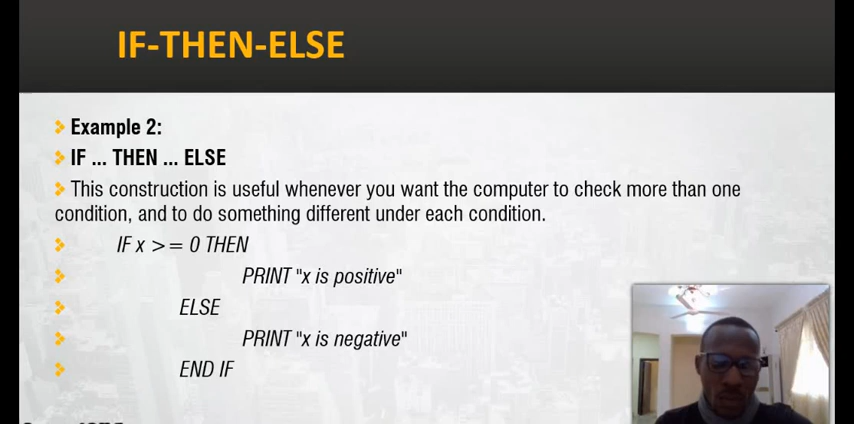 IF-THEN-ELSE
Example 2:
IF ... THEN ... ELSE
This construction is useful whenever you want the computer to check more than one
condition, and to do something different under each condition.
IF x >= 0 THEN
PRINT "x is positive"
ELSE
PRINT "x is negative"
END IF